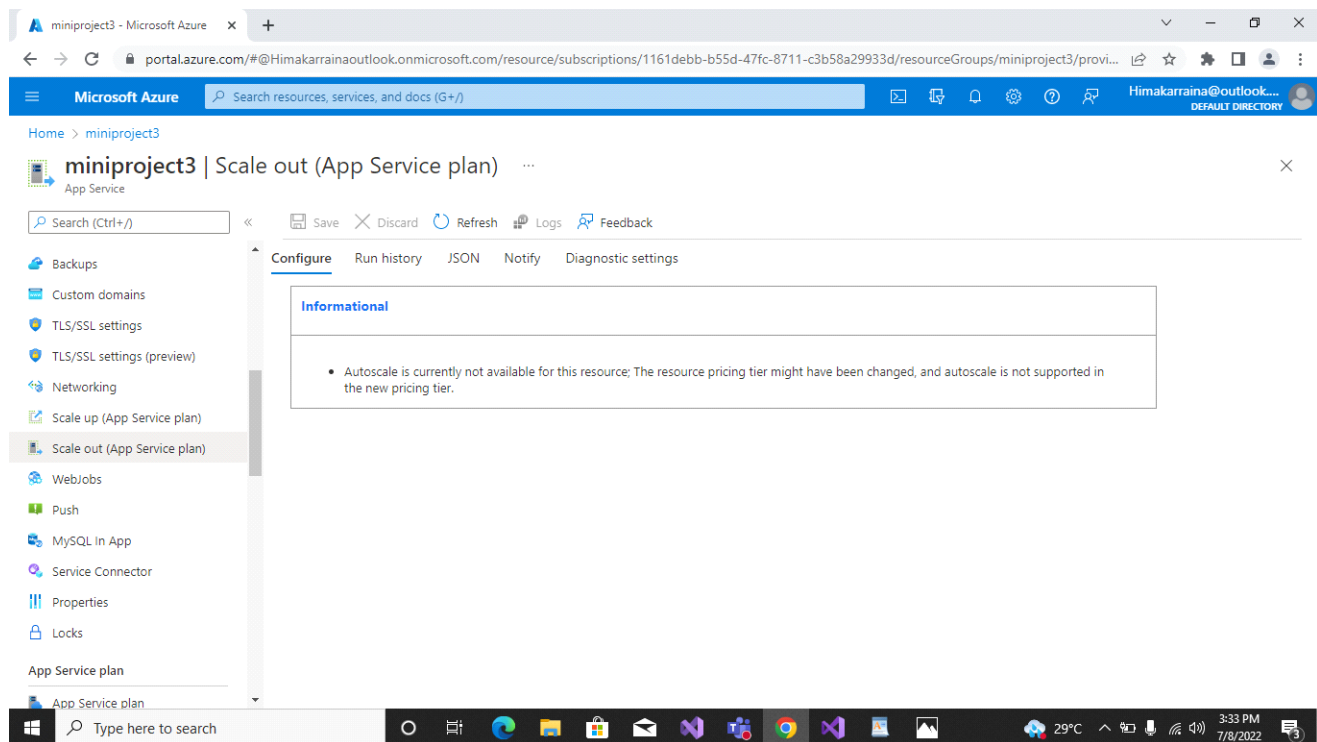 miniproject3 - Microsoft Azure
portal.azure.com/#@Himakarrainaoutlook.onmicrosoft.com/resource/subscriptions/1161debb-b55d-47fc-8711-c3b58a29933d/resourceGroups/miniproject3/provi...
Microsoft Azure
Search resources, services, and docs (G+/)
Himakarraina@outlook....
DEFAULT DIRECTORY
Home > miniproject3
miniproject3 | Scale out (App Service plan) ...
App Service
Search (Ctrl+/)
«
Save
Discard
Refresh
Logs
Feedback
Backups
Custom domains
TLS/SSL settings
TLS/SSL settings (preview)
Networking
Scale up (App Service plan)
Scale out (App Service plan)
WebJobs
Push
MySQL In App
Service Connector
Properties
Locks
App Service plan
App Service plan
Configure
Run history
JSON
Notify
Diagnostic settings
Informational
• Autoscale is currently not available for this resource; The resource pricing tier might have been changed, and autoscale is not supported in
the new pricing tier.
Type here to search
29°C
3:33 PM
7/8/2022
3